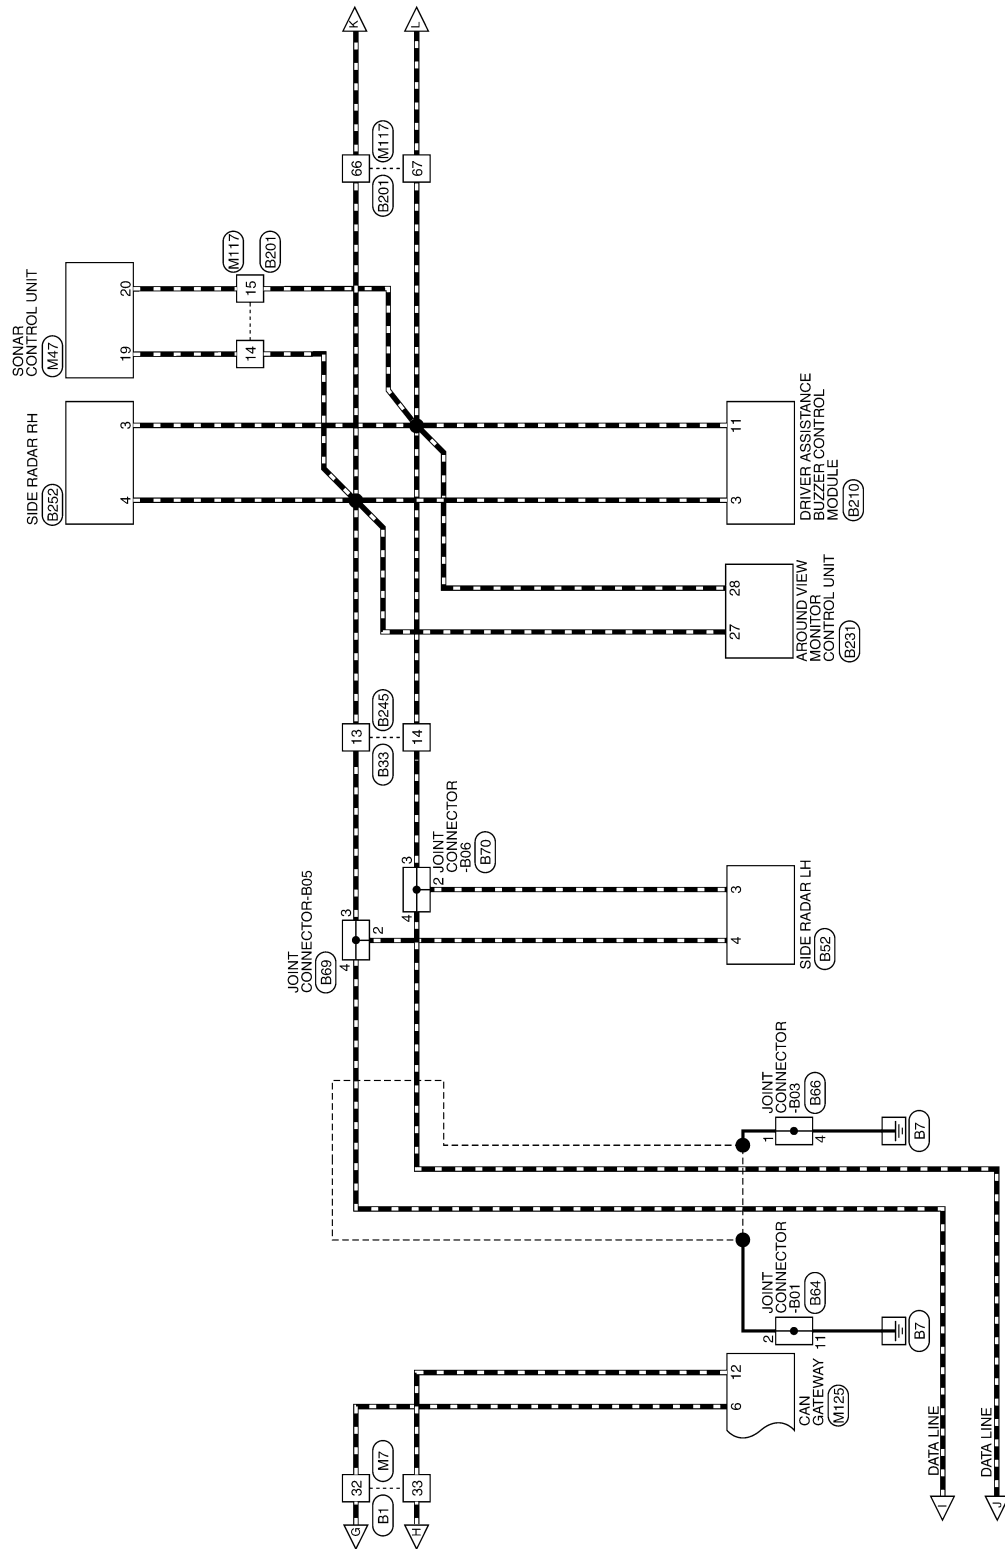 K
L
66
M117
B201
67
SONAR
CONTROL UNIT
M47
20
19
M117
B201
15
14
SIDE RADAR RH
B252
3
4
11
3
DRIVER ASSISTANCE
BUZZER CONTROL
MODULE
B210
28
27
AROUND VIEW
MONITOR
CONTROL UNIT
B231
13
B245
B33
14
JOINT
CONNECTOR-B05
B69
3
2
4
JOINT
CONNECTOR
-B06
B70
3
2
4
3
4
SIDE RADAR LH
B52
JOINT
CONNECTOR
-B03
B66
1
4
B7
JOINT
CONNECTOR
-B01
B64
2
11
B7
12
6
CAN
GATEWAY
M125
32
M7
B1
33
G
H
DATA LINE
I
DATA LINE
J